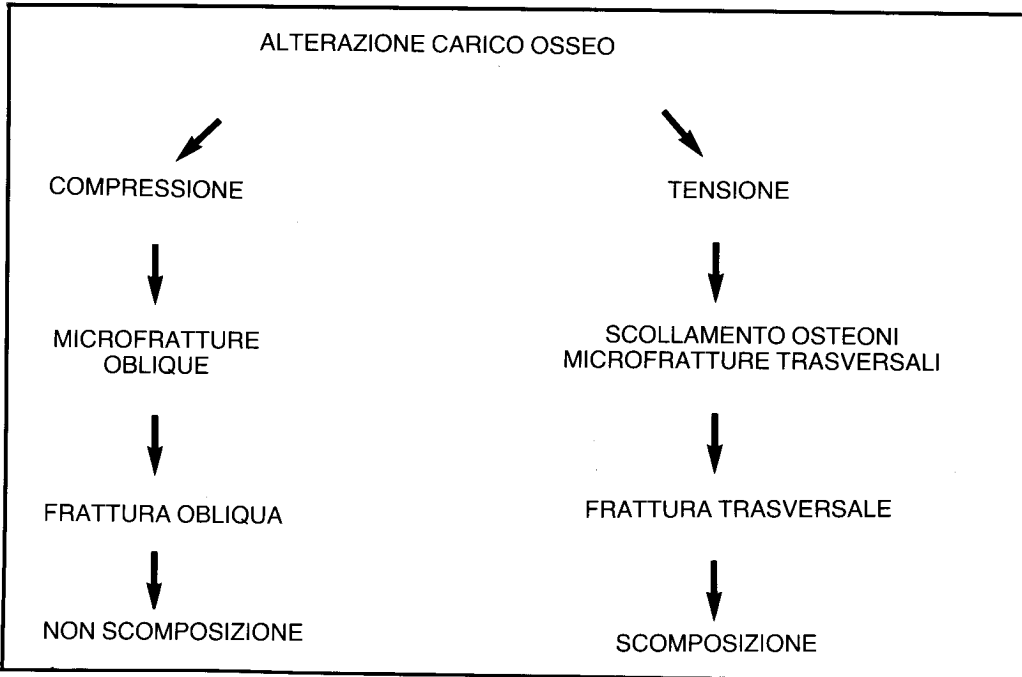 ALTERAZIONE CARICO OSSEO
COMPRESSIONE
TENSIONE
MICROFRATTURE
OBLIQUE
SCOLLAMENTO OSTEONI
MICROFRATTURE TRASVERSALI
FRATTURA OBLIQUA
FRATTURA TRASVERSALE
NON SCOMPOSIZIONE
SCOMPOSIZIONE